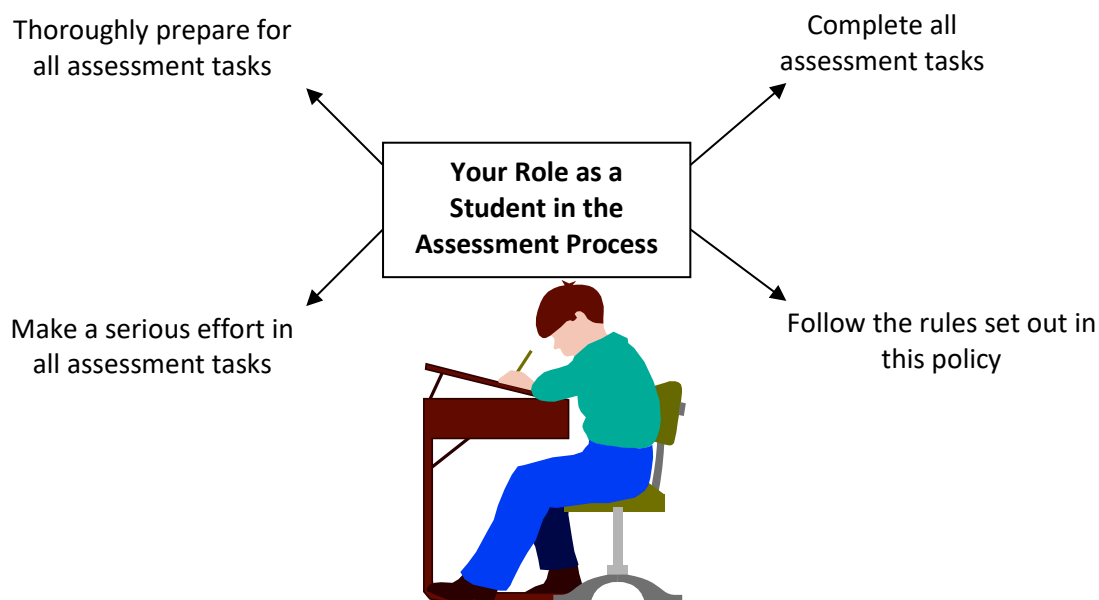 Thoroughly prepare for
all assessment tasks
Complete all
assessment tasks
Your Role as a
Student in the
Assessment Process
Make a serious effort in
all assessment tasks
Follow the rules set out in
this policy